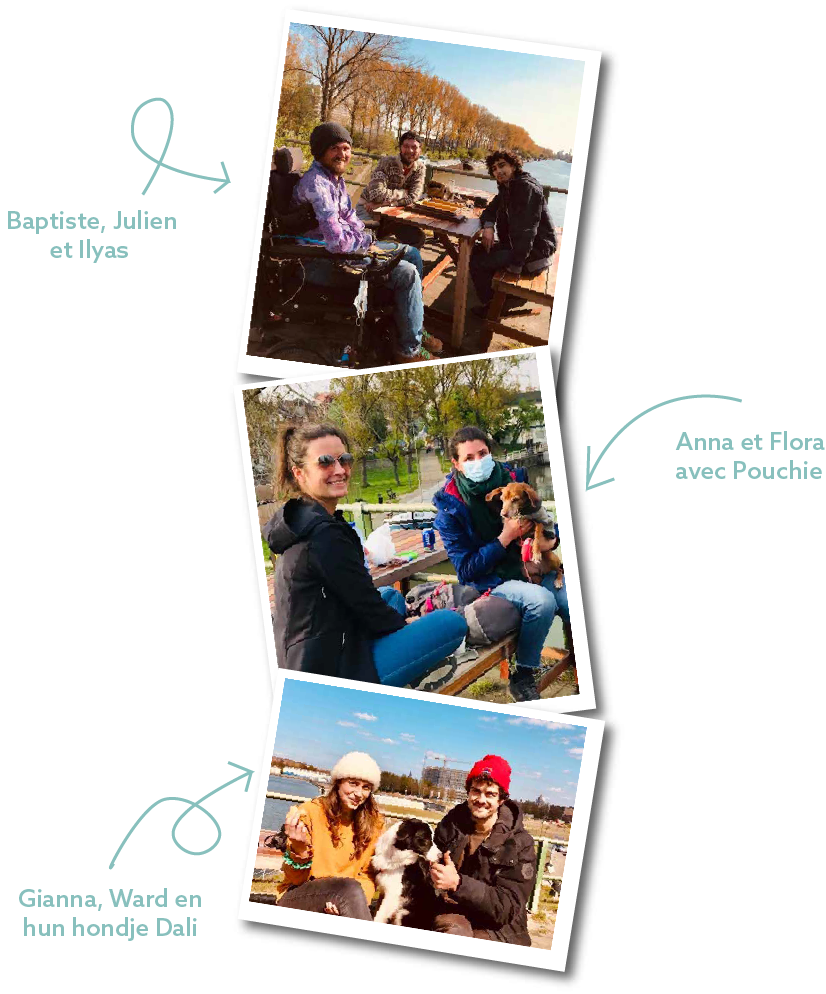 Baptiste, Julien
et Ilyas
Anna et Flora
avec Pouchie
Gianna, Ward en
hun hondje Dali